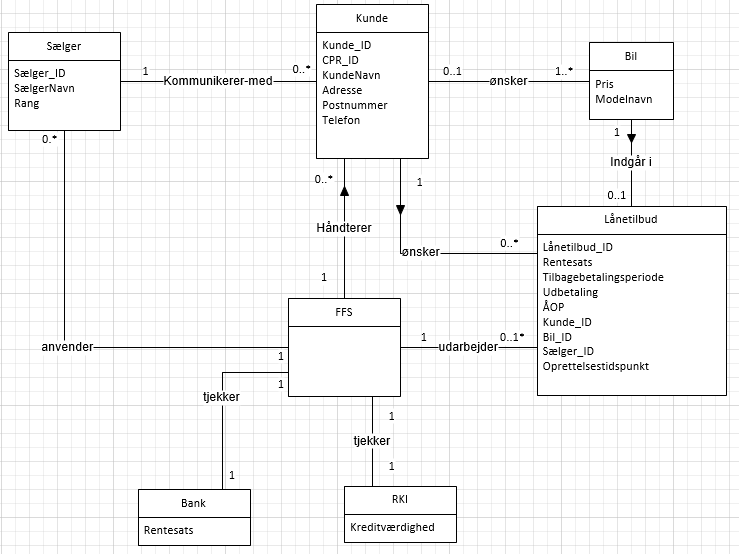 Kunde
Kunde_ID
CPR_ID
KundeNavn
Adresse
Postnummer
Telefon
Sælger
Sælger_ID
SælgerNavn
Rang
1
Kommunikerer-med
0..*
0..1
ønsker
1..*
Bil
Pris
Modelnavn
1
Indgår i
0..1
0..*
0..*
Håndterer
1
1
ønsker
0..*
Lånetilbud
Lånetilbud_ID
Rentesats
Tilbagebetalingsperiode
Udbetaling
ÅOP
Kunde_ID
Bil_ID
Sælger_ID
Oprettelsestidspunkt
FFS
anvender
1
1
udarbejder
0..1*
1
tjekker
1
1
tjekker
1
Bank
Rentesats
RKI
Kreditværdighed